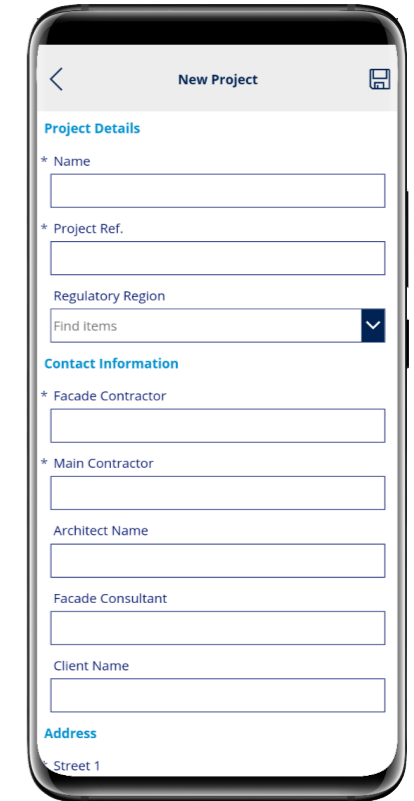 New Project
Project Details
* Name
* Project Ref.
Regulatory Region
Find items
Contact Information
* Facade Contractor
* Main Contractor
Architect Name
Facade Consultant
Client Name
Address
* Street 1